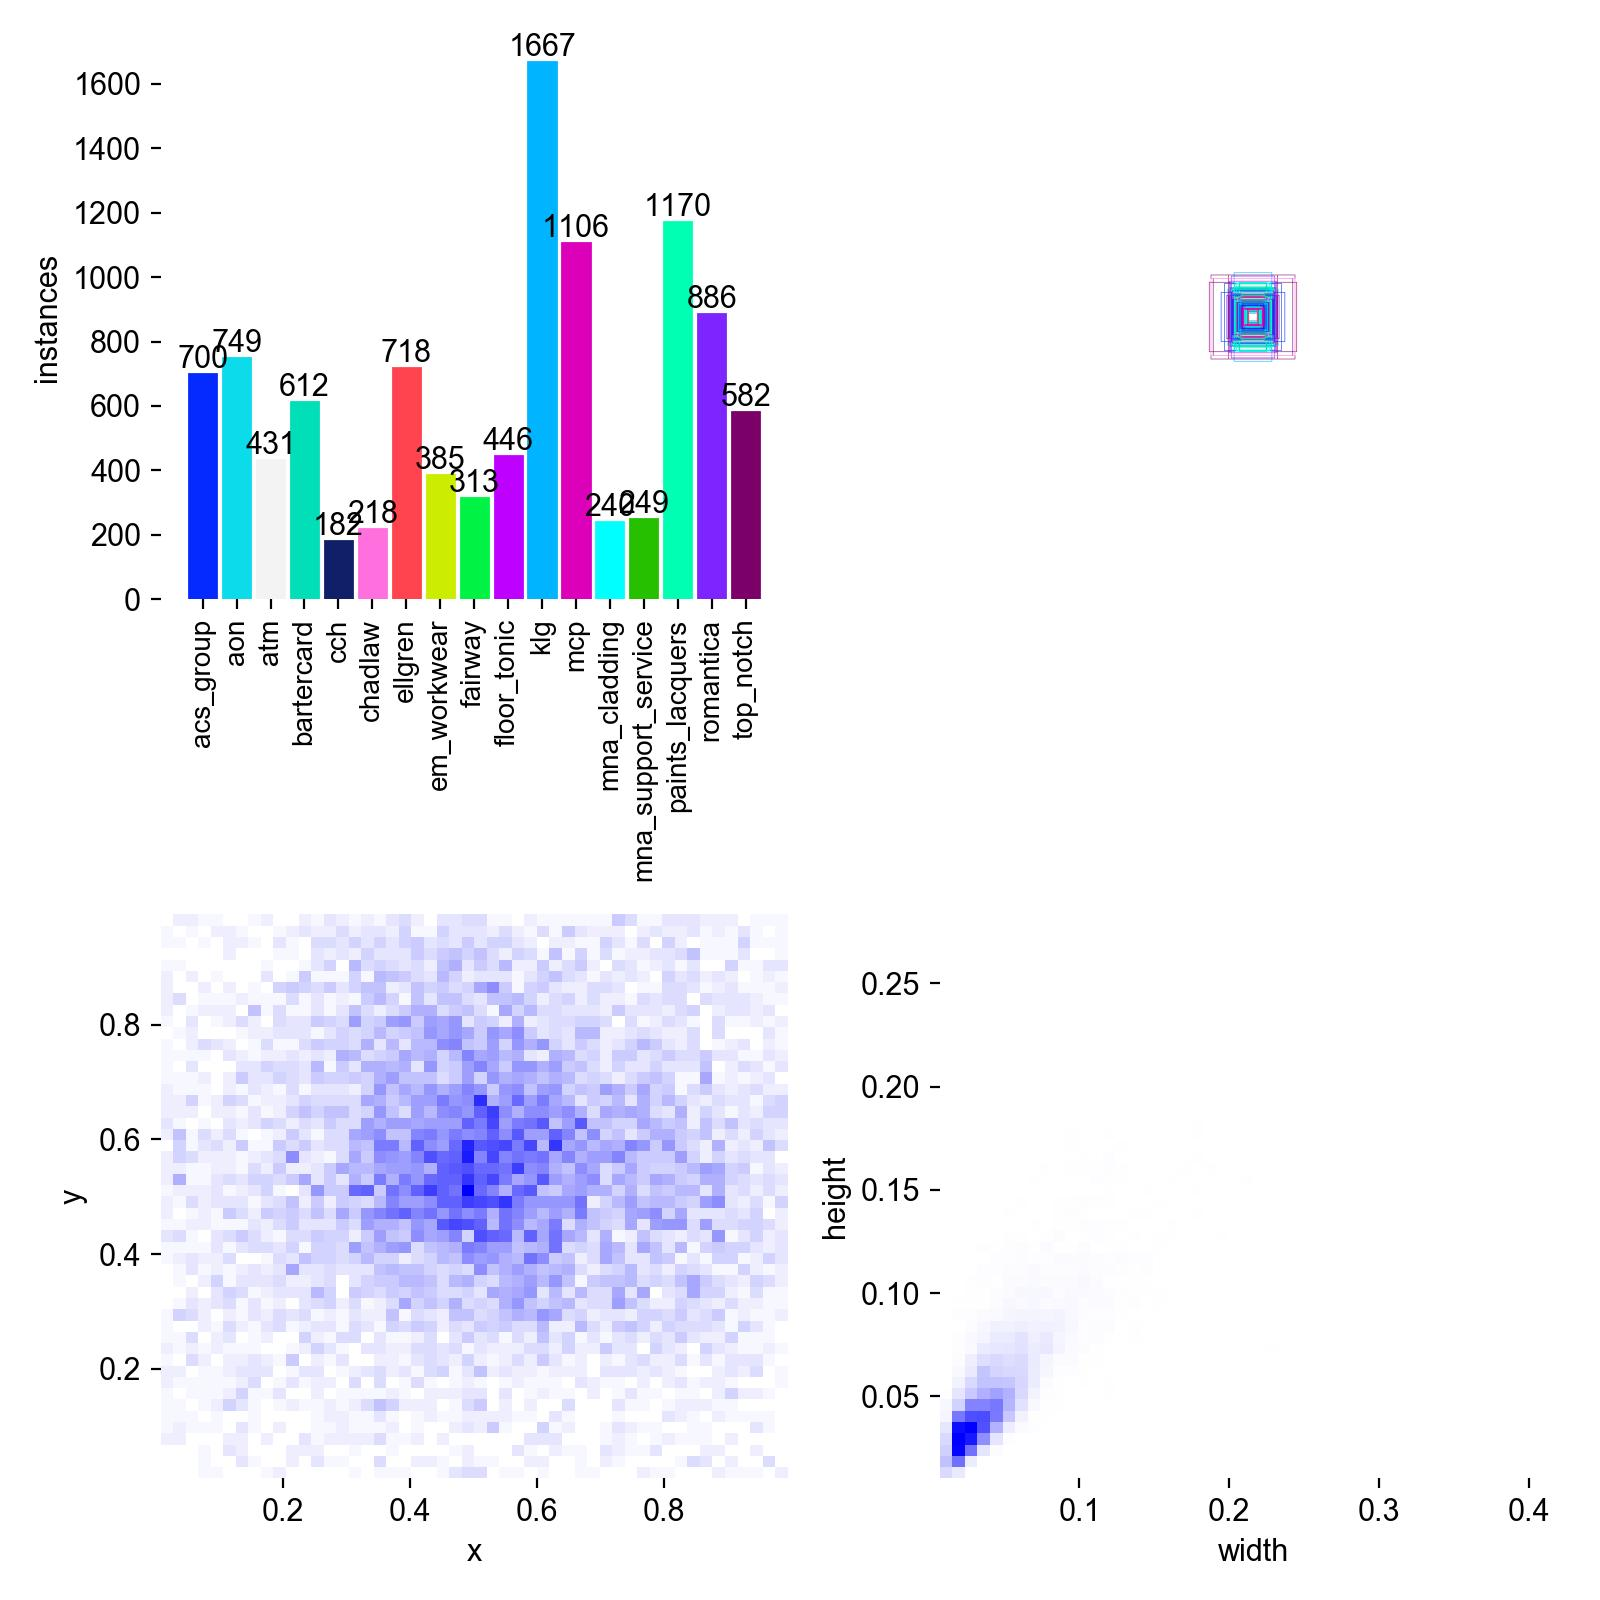 1667
1600
1400
1200
1170
1106
1000
886
800
749
700
718
612
600
582
431
446
385
400
313
240
249
218
182
200
0
instances
acs_group
aon
atm
bartercard
cch
chadlaw
ellgren
em_workwear
fairway
floor_tonic
klg
mcp
mna_cladding
mna_support_service
paints_lacquers
romantica
top_notch
0.8
0.6
0.4
0.2
y
0.2 0.4 0.6 0.8
x
0.25
0.20
0.15
0.10
0.05
height
0.1 0.2 0.3 0.4
width